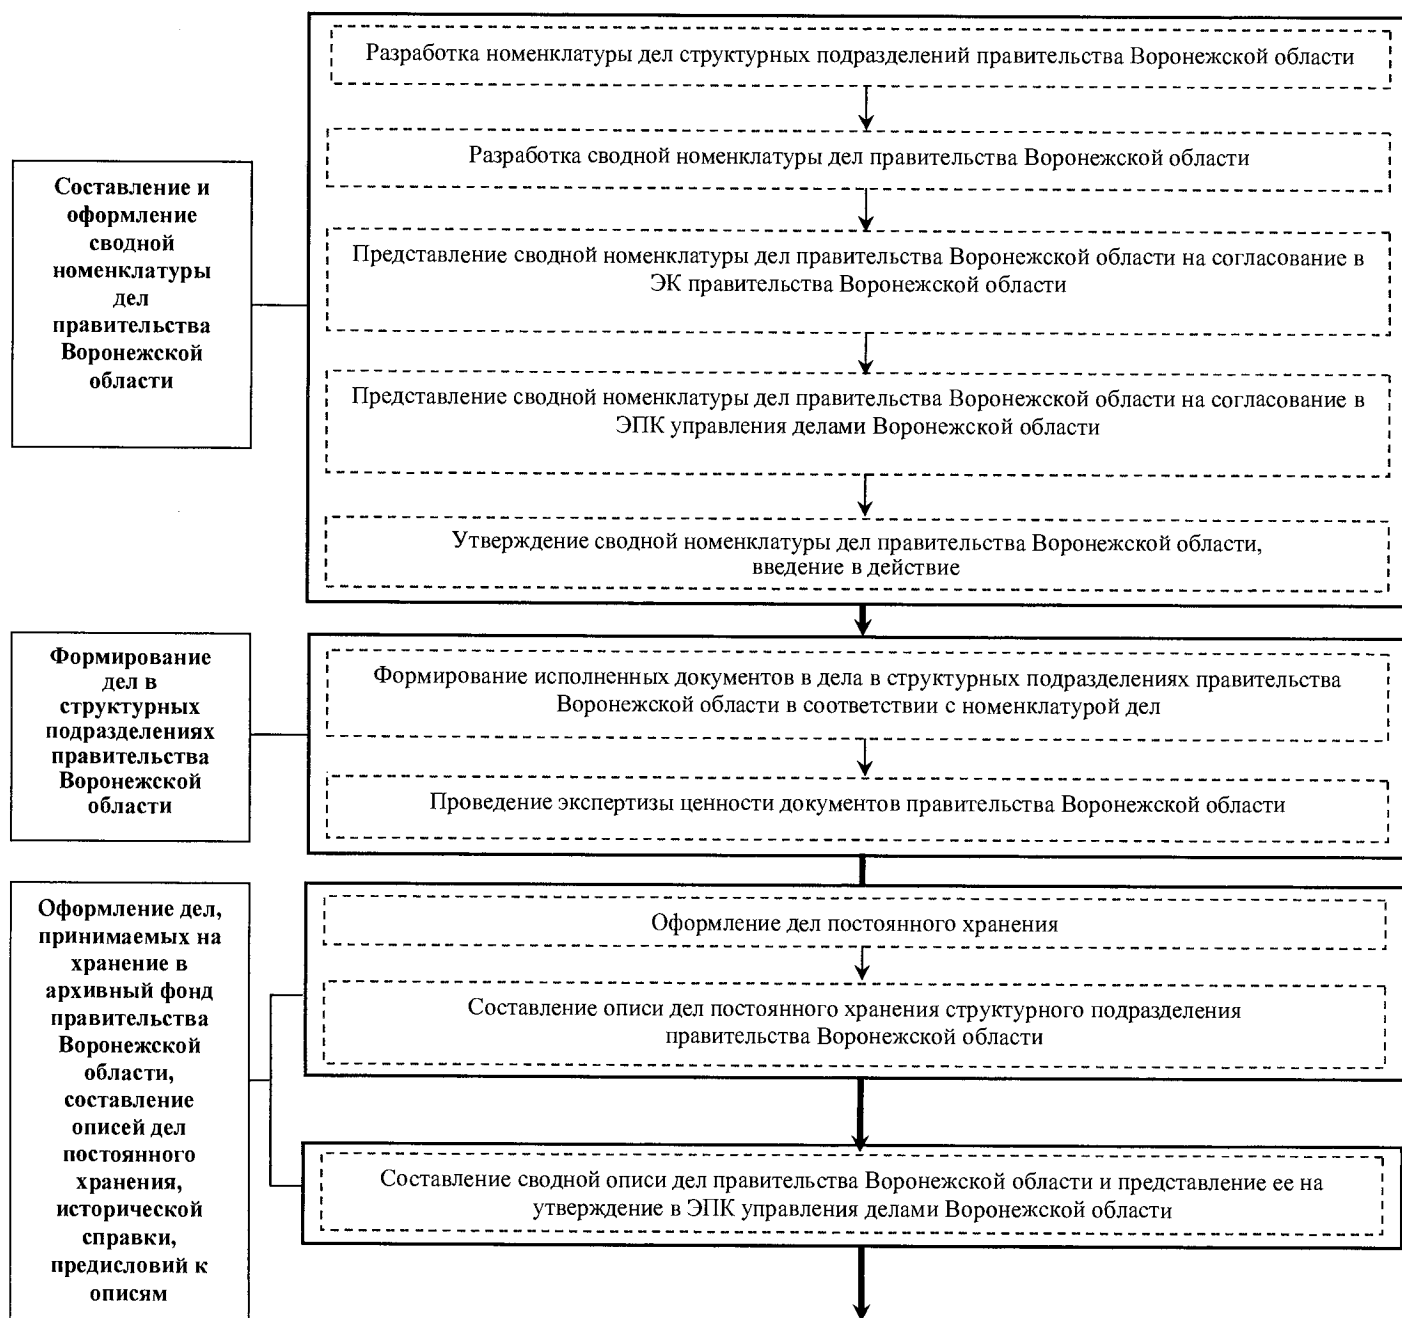 Разработка номенклатуры дел структурных подразделений правительства Воронежской области
Разработка сводной номенклатуры дел правительства Воронежской области
Составление и
оформление
сводной
номенклатуры
дел
правительства
Воронежской
области
Представление сводной номенклатуры дел правительства Воронежской области на согласование в
ЭК правительства Воронежской области
Представление сводной номенклатуры дел правительства Воронежской области на согласование в
ЭПК управления делами Воронежской области
Утверждение сводной номенклатуры дел правительства Воронежской области,
введение в действие
Формирование
дел в
структурных
подразделениях
правительства
Воронежской
области
Формирование исполненных документов в дела в структурных подразделениях правительства
Воронежской области в соответствии с номенклатурой дел
Проведение экспертизы ценности документов правительства Воронежской области
Оформление дел,
принимаемых на
хранение в
архивный фонд
правительства
Воронежской
области,
составление
описей дел
постоянного
хранения,
исторической
справки,
предисловий к
описям
Оформление дел постоянного хранения
Составление описи дел постоянного хранения структурного подразделения
правительства Воронежской области
Составление сводной описи дел правительства Воронежской области и представление ее на
утверждение в ЭПК управления делами Воронежской области